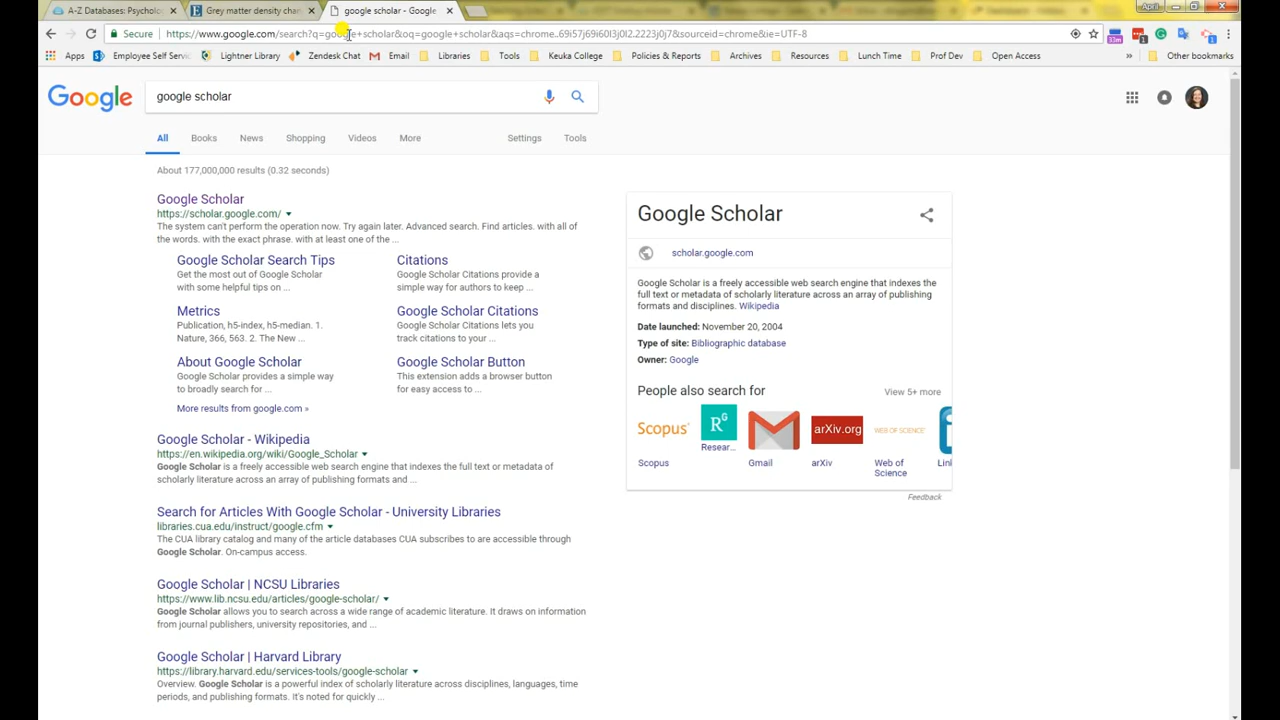 A-Z Databases: Psycholo
Grey matter density chan
google scholar - Google
April
Secure
https://www.google.com/search?q=google+scholar&oq=google+scholar&aqs=chrome..69i57j69i60l3j0l2.2223j0j7&sourceid=chrome&ie=UTF-8
Apps
Employee Self Servic
Lightner Library
Zendesk Chat
Email
Libraries
Tools
Keuka College
Policies & Reports
Archives
Resources
Lunch Time
Prof Dev
Open Access
»
Other bookmarks
Google
google scholar
All
Books
News
Shopping
Videos
More
Settings
Tools
About 177,000,000 results (0.32 seconds)
Google Scholar
https://scholar.google.com/
The system can't perform the operation now. Try again later. Advanced search. Find articles. with all of
the words. with the exact phrase. with at least one of the ...
Google Scholar Search Tips
Get the most out of Google Scholar
with some helpful tips on ...
Citations
Google Scholar Citations provide a
simple way for authors to keep ...
Metrics
Publication, h5-index, h5-median. 1.
Nature, 366, 563. 2. The New ...
Google Scholar Citations
Google Scholar Citations lets you
track citations to your ...
About Google Scholar
Google Scholar provides a simple way
to broadly search for ...
Google Scholar Button
This extension adds a browser button
for easy access to ...
More results from google.com »
Google Scholar - Wikipedia
https://en.wikipedia.org/wiki/Google_Scholar
Google Scholar is a freely accessible web search engine that indexes the full text or metadata of
scholarly literature across an array of publishing formats and ...
Search for Articles With Google Scholar - University Libraries
libraries.cua.edu/instruct/google.cfm
The CUA library catalog and many of the article databases CUA subscribes to are accessible through
Google Scholar. On-campus access.
Google Scholar | NCSU Libraries
https://www.lib.ncsu.edu/articles/google-scholar/
Google Scholar allows you to search across a wide range of academic literature. It draws on information
from journal publishers, university repositories, and ...
Google Scholar | Harvard Library
https://library.harvard.edu/services-tools/google-scholar
Overview. Google Scholar is a powerful index of scholarly literature across disciplines, languages, time
periods, and publishing formats. It's noted for quickly ...
Google Scholar
scholar.google.com
Google Scholar is a freely accessible web search engine that indexes the
full text or metadata of scholarly literature across an array of publishing
formats and disciplines. Wikipedia
Date launched: November 20, 2004
Type of site: Bibliographic database
Owner: Google
People also search for
View 5+ more
Scopus
RG
arXiv.org
WEB OF SCIENCE
Scopus
Resear...
Gmail
arXiv
Web of
Science
Lin
Feedback